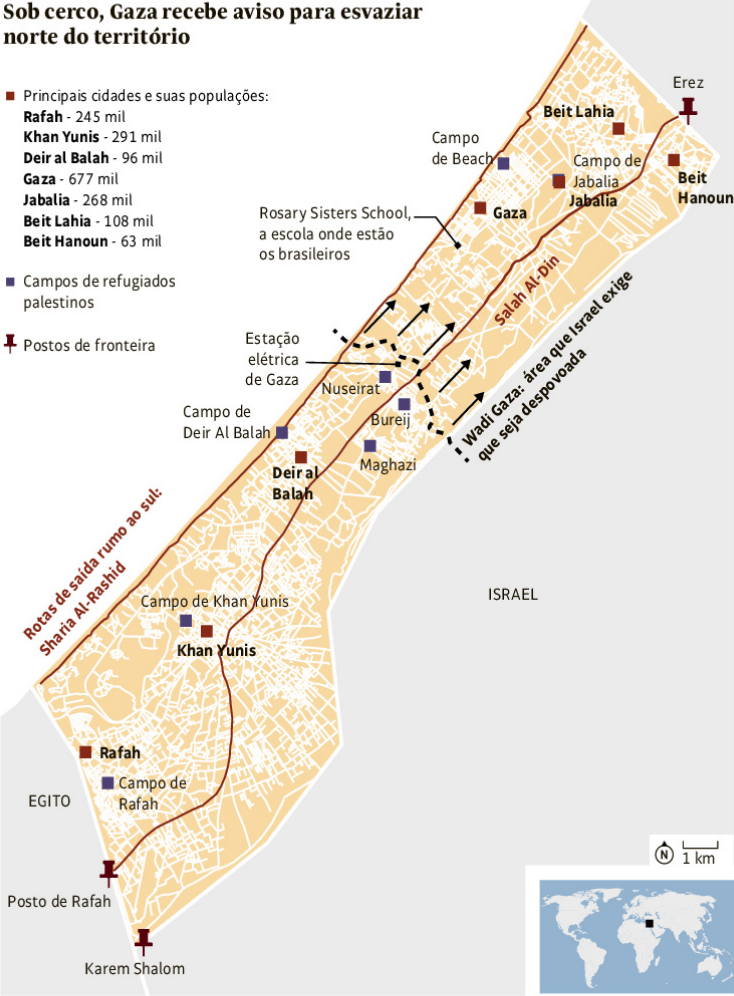 Sob cerco, Gaza recebe aviso para esvaziar
norte do território
Principais cidades e suas populações:
Rafah - 245 mil
Khan Yunis - 291 mil
Deir al Balah - 96 mil
Gaza - 677 mil
Jabalia - 268 mil
Beit Lahia - 108 mil
Beit Hanoun - 63 mil
Campos de refugiados
palestinos
Postos de fronteira
Erez
Beit Lahia
Campo
de Beach
Campo de
Jabalia
Jabalia
Beit
Hanoun
Gaza
Rosary Sisters School,
a escola onde estão
os brasileiros
Salah Al-Din
Wadi Gaza: área que Israel exige
que seja despovoada
Estação
elétrica
de Gaza
Nuseirat
Bureij
Maghazi
Campo de
Deir Al Balah
Deir al
Balah
Rotas de saída rumo ao sul:
Sharia Al-Rashid
ISRAEL
Campo de Khan Yunis
Khan Yunis
Rafah
Campo de
Rafah
EGITO
Posto de Rafah
Karem Shalom
N
1 km